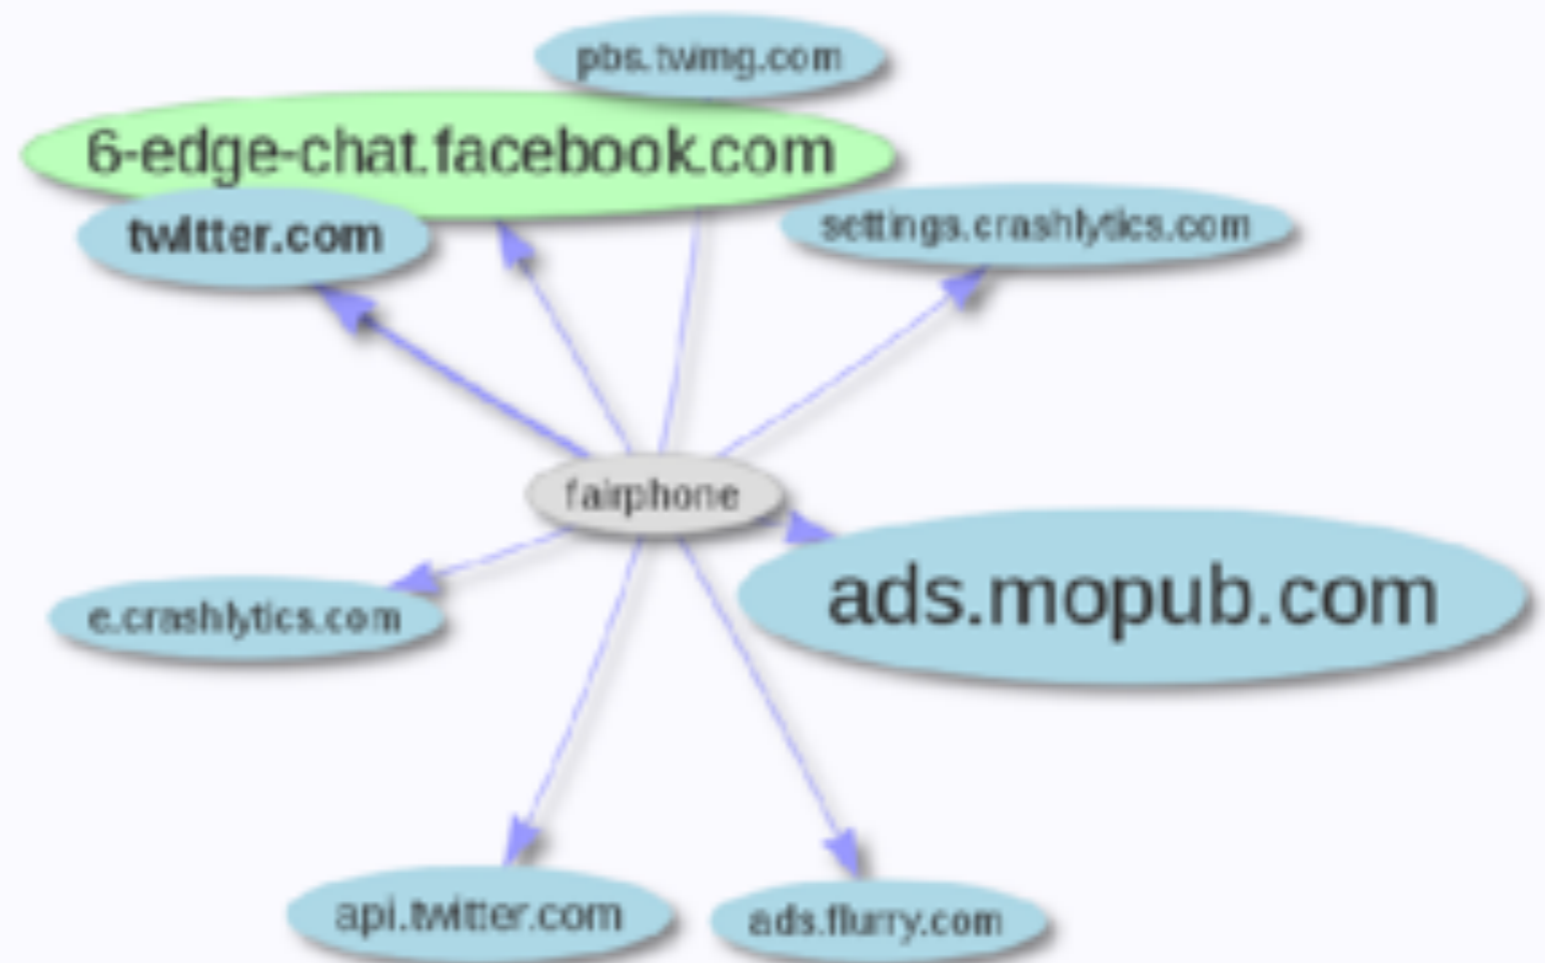 pbs.twimg.com
6-edge-chat.facebook.com
twitter.com
settings.crashlytics.com
fairphone
ads.mopub.com
e.crashlytics.com
api.twitter.com
ads.flurry.com